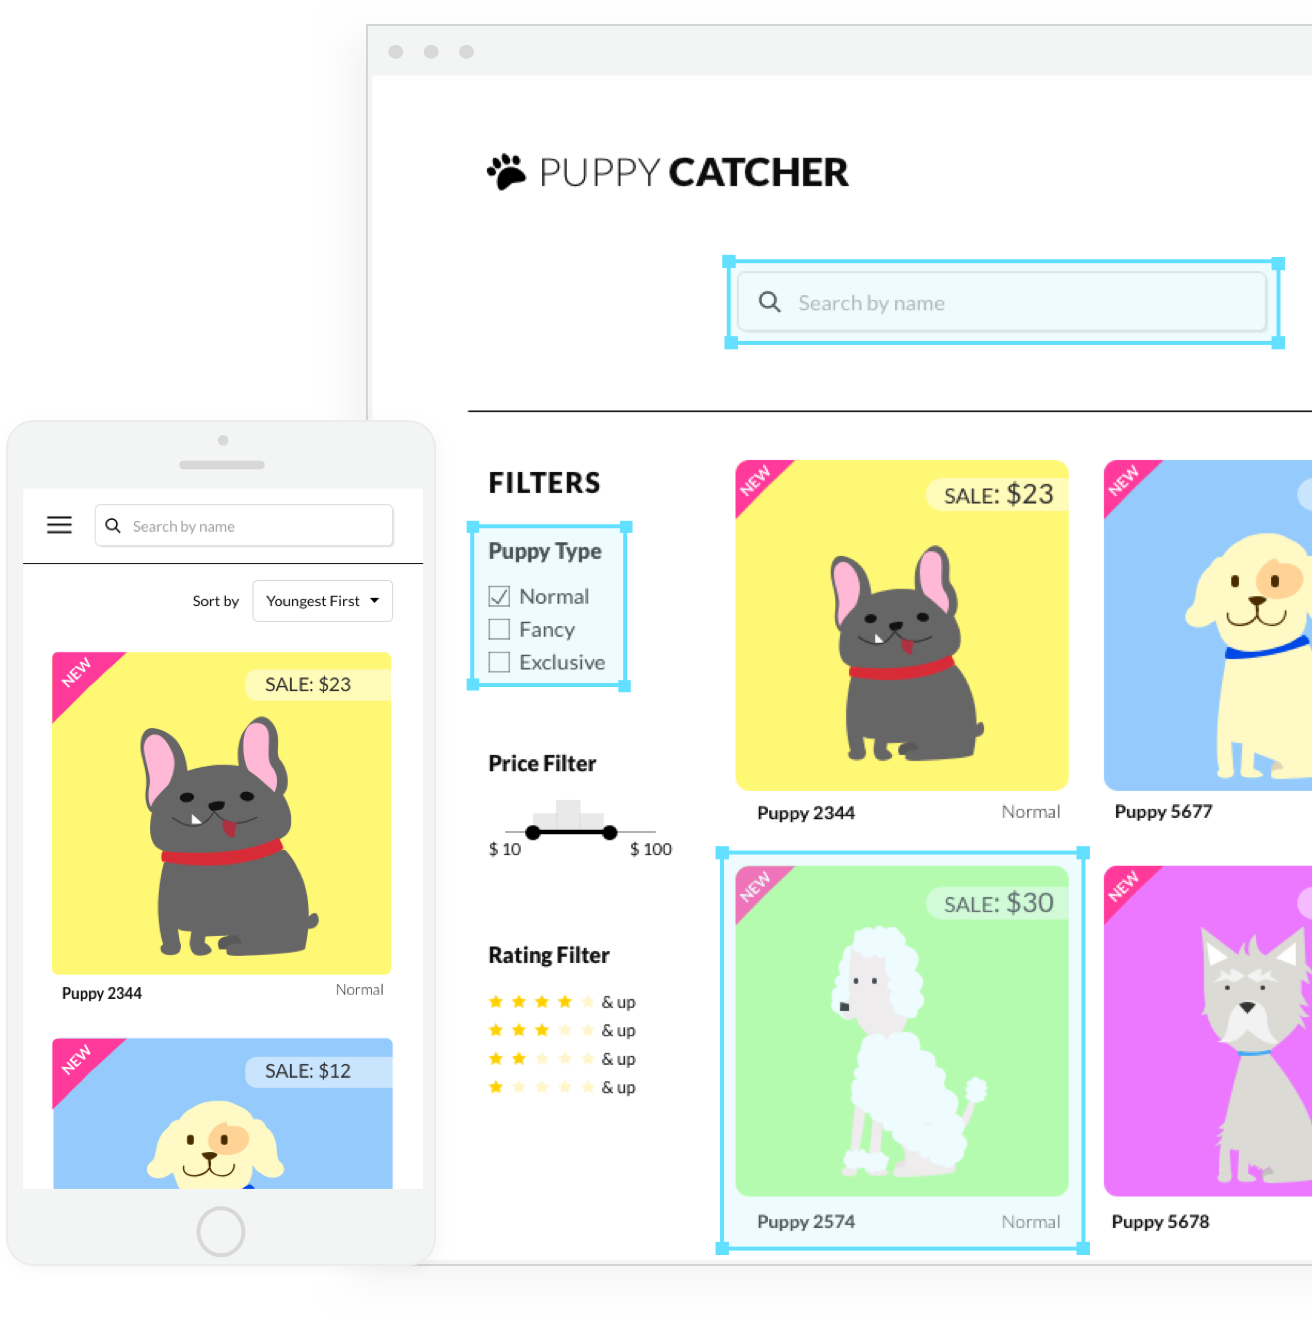 PUPPY CATCHER
Search by name
FILTERS
Puppy Type
Normal
Fancy
Exclusive
Price Filter
$ 10 $ 100
Rating Filter
& up
& up
& up
& up
NEW
SALE: $23
Puppy 2344 Normal
NEW
Puppy 5677
NEW
SALE: $30
Puppy 2574 Normal
NEW
Puppy 5678
Search by name
Sort by Youngest First
NEW
SALE: $23
Puppy 2344 Normal
NEW
SALE: $12